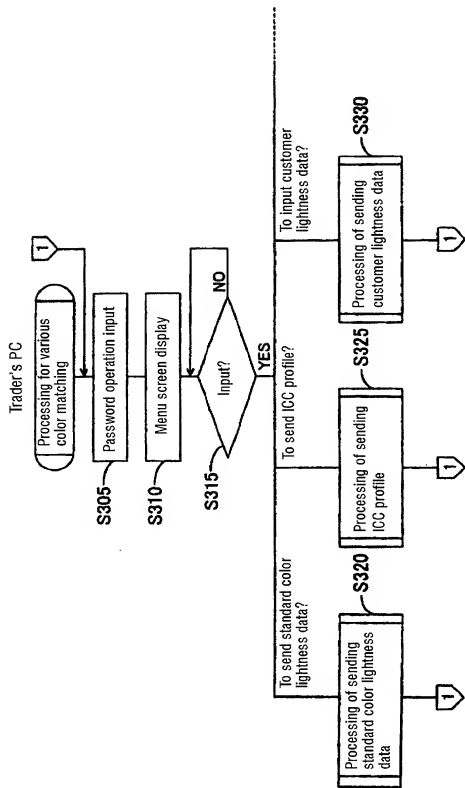 Trader's PC
1
Processing for various
color matching
Password operation input
S305
Menu screen display
S310
Input?
NO
S315
YES
To send standard color
lightness data?
To send ICC profile?
To input customer
lightness data?
S320
Processing of sending
standard color lightness
data
S325
Processing of sending
ICC profile
S330
Processing of sending
customer lightness data
1
1
1